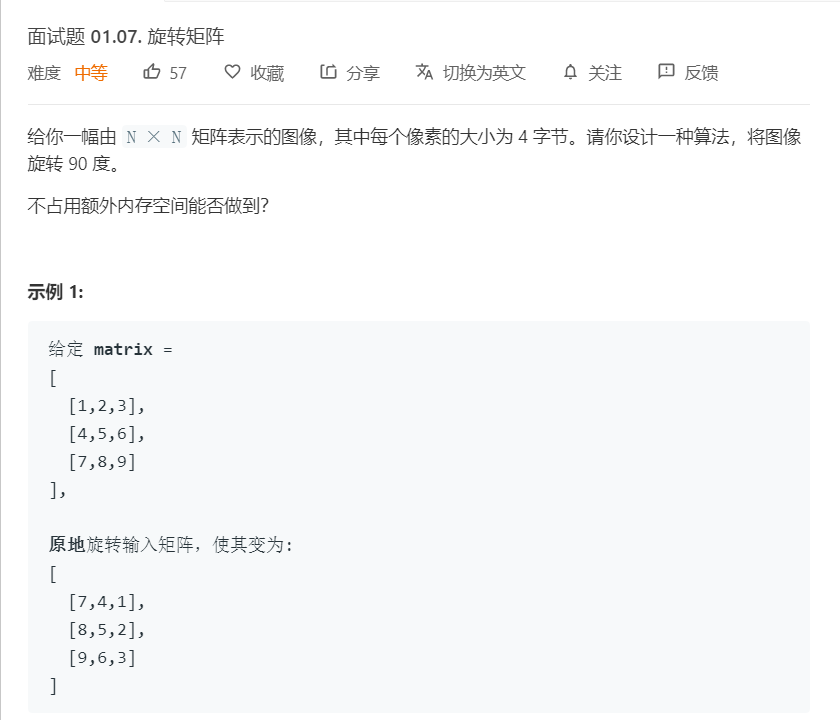 面试题 01.07. 旋转矩阵
难度 中等 57 收藏 分享 切换为英文 关注 反馈
给你一幅由 N × N 矩阵表示的图像，其中每个像素的大小为 4 字节。请你设计一种算法，将图像
旋转 90 度。
不占用额外内存空间能否做到？
示例 1:
给定 matrix =
[
  [1,2,3],
  [4,5,6],
  [7,8,9]
],
原地旋转输入矩阵，使其变为:
[
  [7,4,1],
  [8,5,2],
  [9,6,3]
]